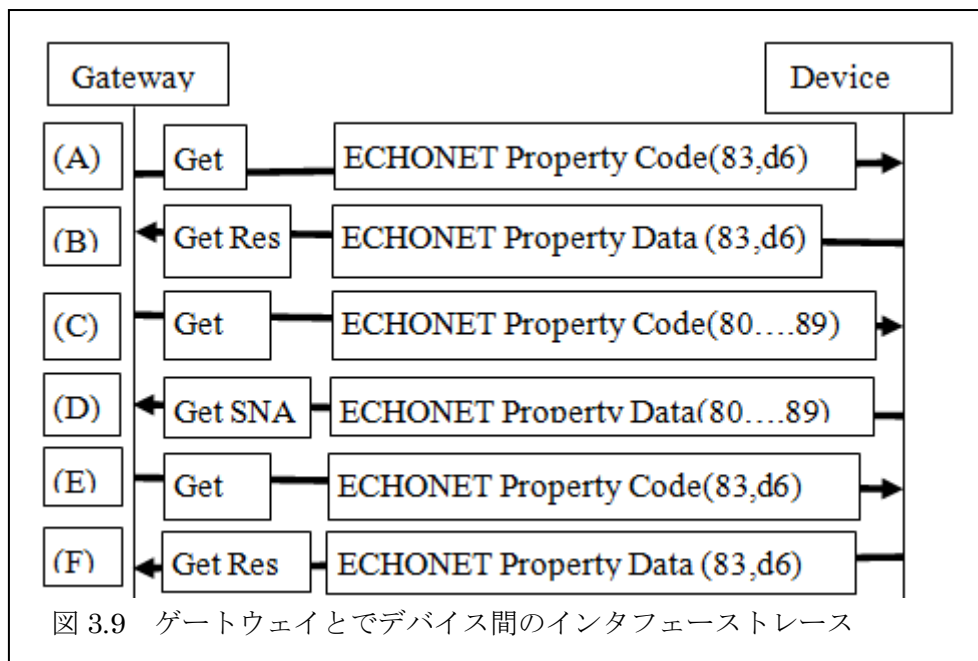 Gateway Device
(A) Get ECHONET Property Code(83,d6)
(B) Get Res ECHONET Property Data (83,d6)
(C) Get ECHONET Property Code(80....89)
(D) Get SNA ECHONET Property Data(80....89)
(E) Get ECHONET Property Code(83,d6)
(F) Get Res ECHONET Property Data (83,d6)
図 3.9 ゲートウェイとでデバイス間のインタフェーストレース